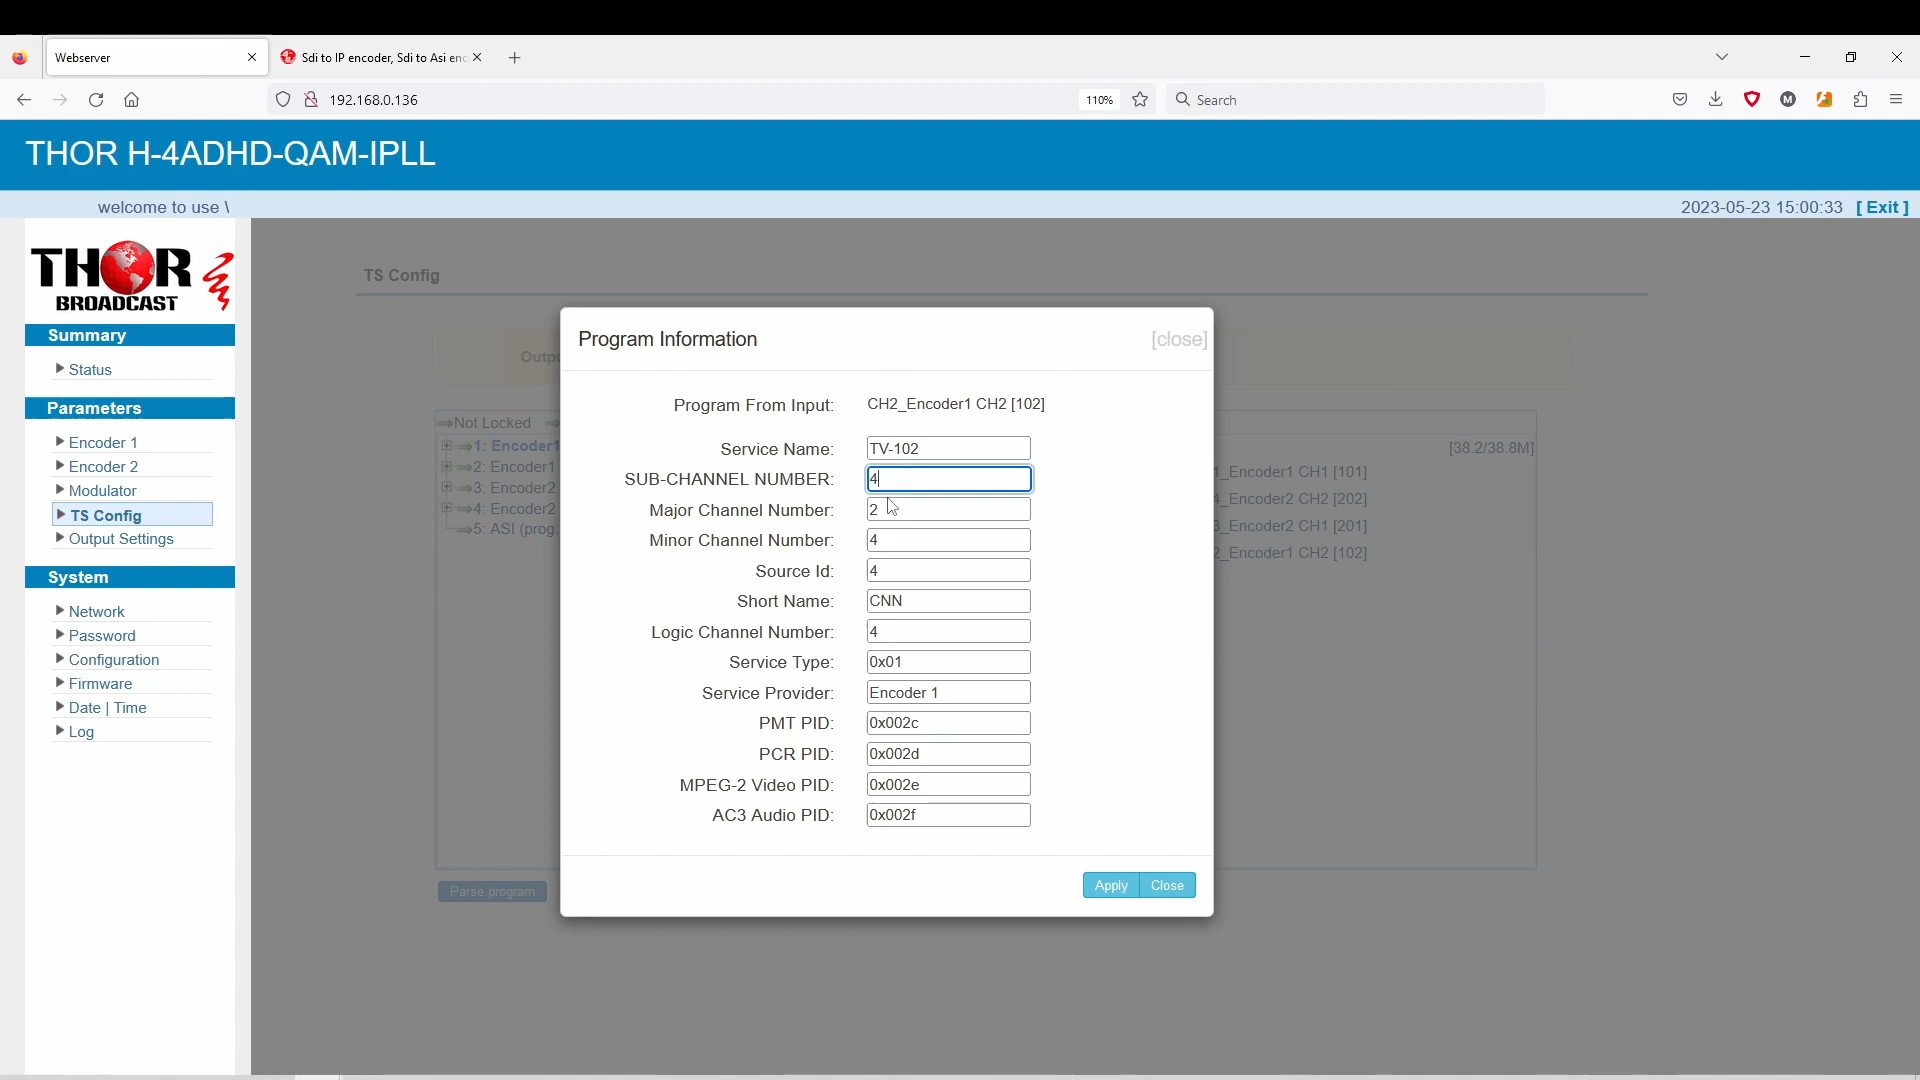 Webserver
Sdi to IP encoder, Sdi to Asi enc
192.168.0.136
110%
Search
THOR H-4ADHD-QAM-IPLL
welcome to use \
2023-05-23 15:00:33 [ Exit ]
THOR
BROADCAST
Summary
Status
Parameters
Encoder 1
Encoder 2
Modulator
TS Config
Output Settings
System
Network
Password
Configuration
Firmware
Date | Time
Log
TS Config
Outpu
Not Locked
1: Encoder1
2: Encoder1
3: Encoder2
4: Encoder2
5: ASI (prog:
Parse program
Program Information
[close]
Program From Input: CH2_Encoder1 CH2 [102]
Service Name: TV-102
SUB-CHANNEL NUMBER: 4
Major Channel Number: 2
Minor Channel Number: 4
Source Id: 4
Short Name: CNN
Logic Channel Number: 4
Service Type: 0x01
Service Provider: Encoder 1
PMT PID: 0x002c
PCR PID: 0x002d
MPEG-2 Video PID: 0x002e
AC3 Audio PID: 0x002f
Apply
Close
[38.2/38.8M]
1_Encoder1 CH1 [101]
4_Encoder2 CH2 [202]
3_Encoder2 CH1 [201]
2_Encoder1 CH2 [102]